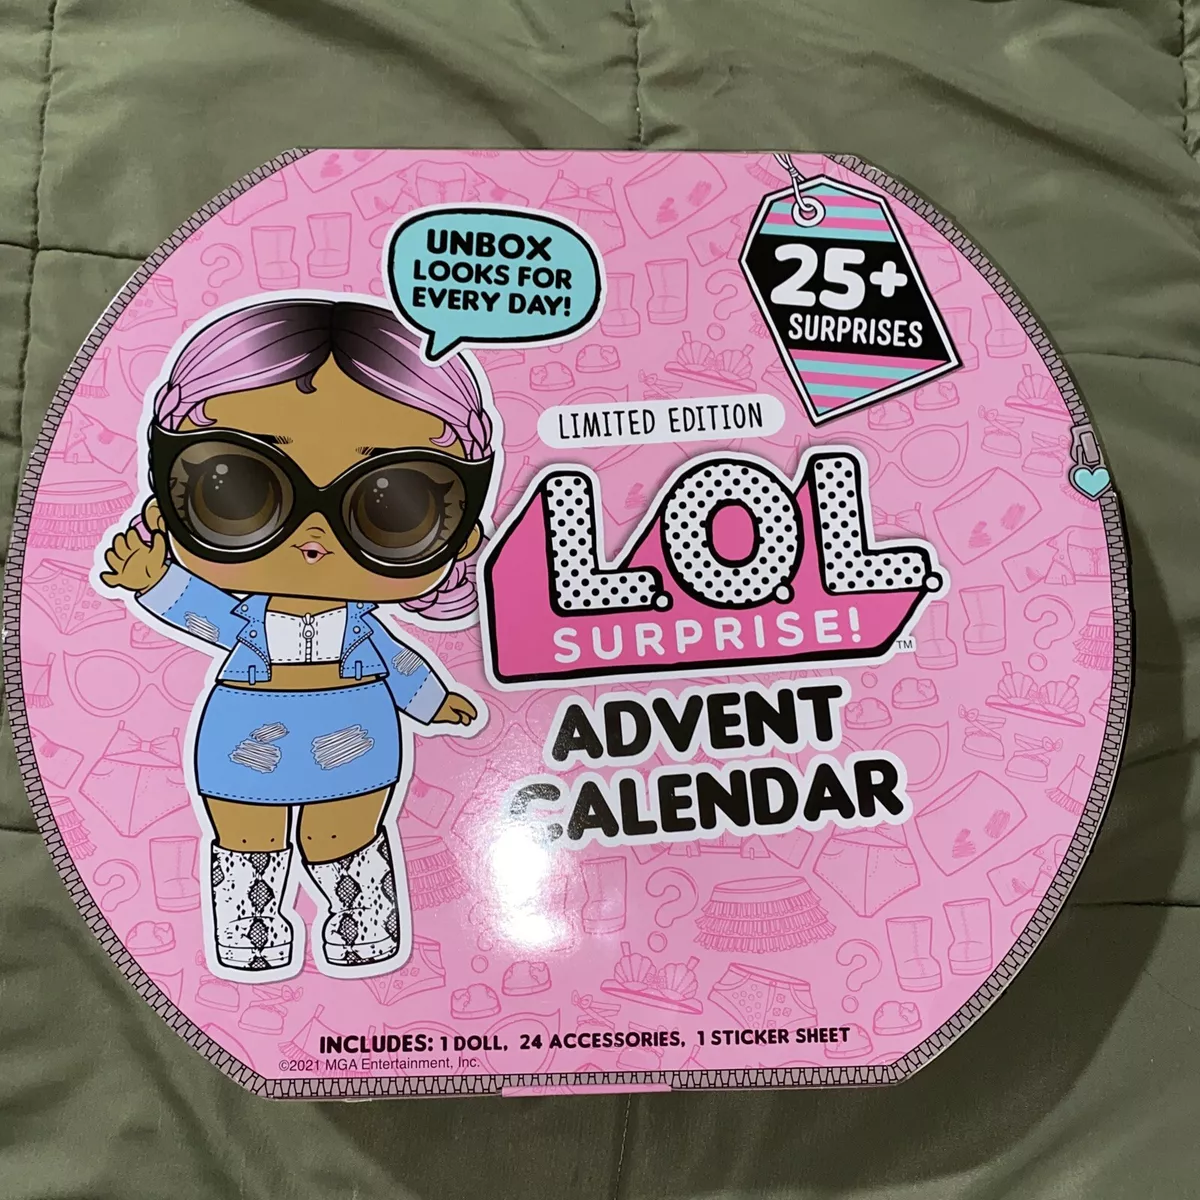 UNBOX
LOOKS FOR
EVERY DAY!
25+
SURPRISES
LIMITED EDITION
L.O.L.
SURPRISE!™
ADVENT
CALENDAR
INCLUDES: 1 DOLL, 24 ACCESSORIES, 1 STICKER SHEET
©2021 MGA Entertainment, Inc.